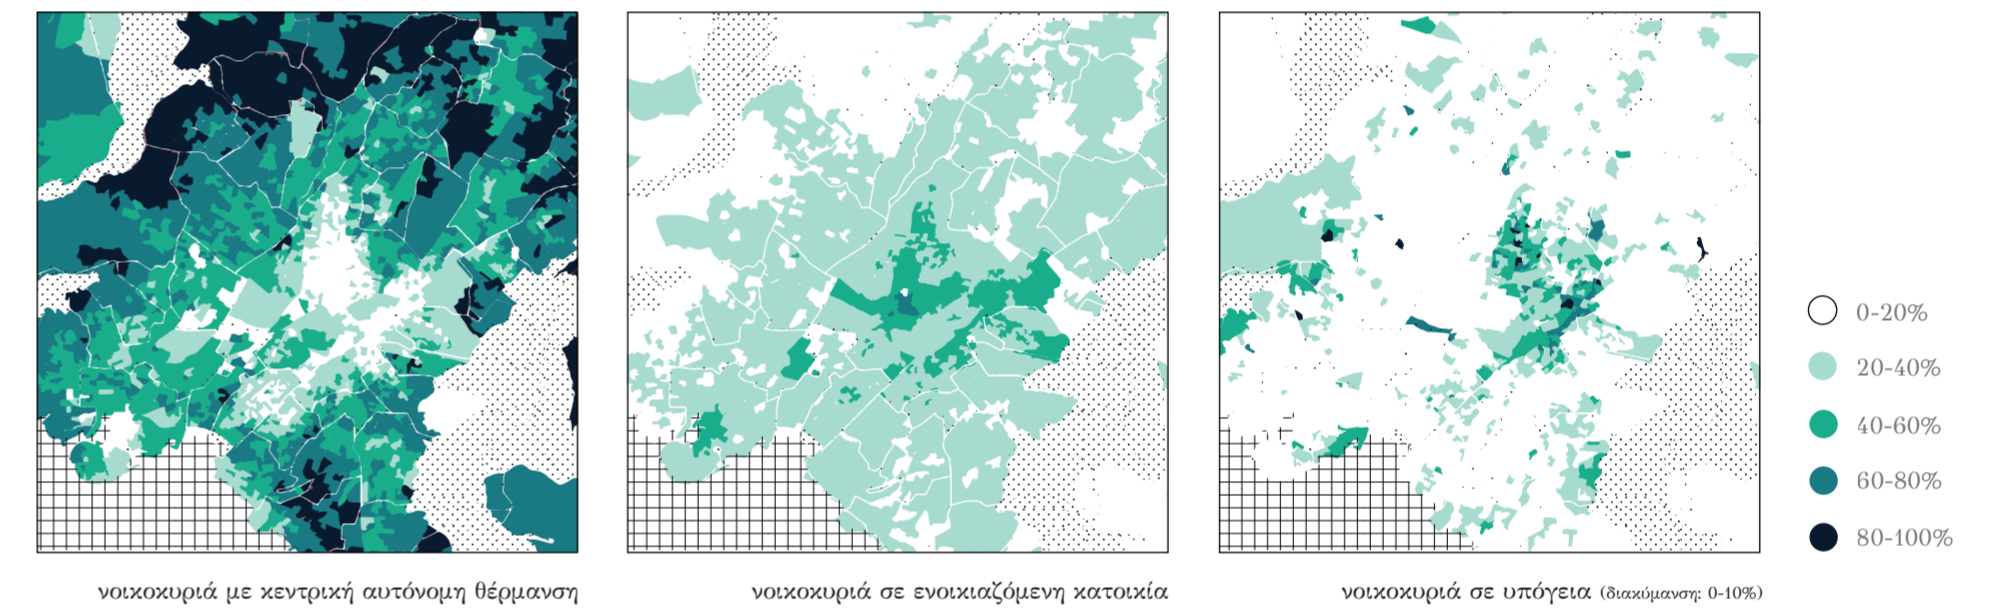 0-20%
20-40%
40-60%
60-80%
80-100%
νοικοκυριά με κεντρική αυτόνομη θέρμανση
νοικοκυριά σε ενοικιαζόμενη κατοικία
νοικοκυριά σε υπόγεια (διακύμανση: 0-10%)